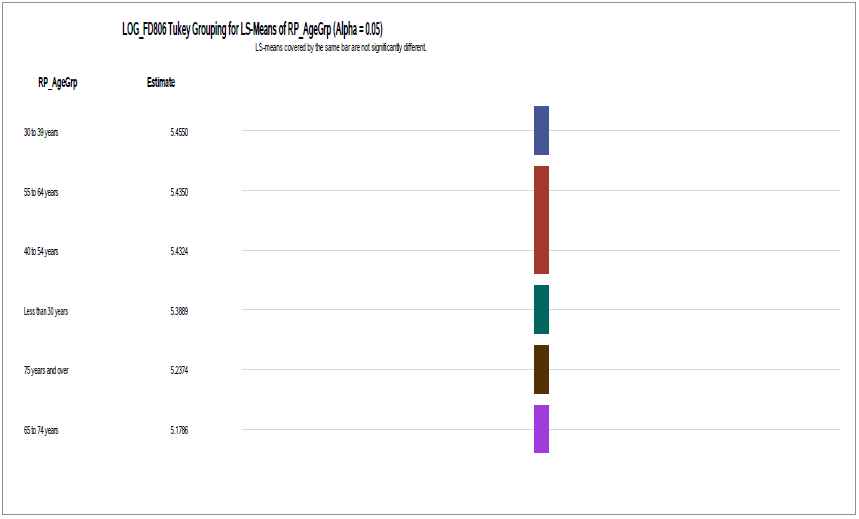 LOG_FD806 Tukey Grouping for LS-Means of RP_AgeGrp (Alpha = 0.05)
LS-means covered by the same bar are not significantly different.
RP_AgeGrp Estimate
30 to 39 years 5.4550
55 to 64 years 5.4350
40 to 54 years 5.4324
Less than 30 years 5.3889
75 years and over 5.2374
65 to 74 years 5.1786